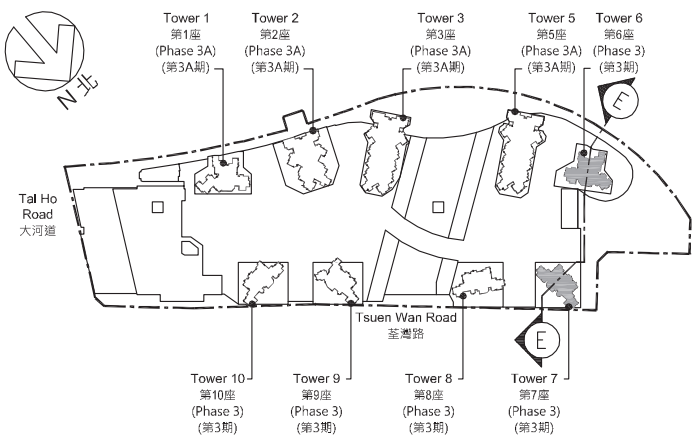 Tower 1
第1座
(Phase 3A)
(第3A期)
Tower 2
第2座
(Phase 3A)
(第3A期)
Tower 3
第3座
(Phase 3A)
(第3A期)
Tower 5
第5座
(Phase 3A)
(第3A期)
Tower 6
第6座
(Phase 3)
(第3期)
N 北
E
Tai Ho
Road
大河道
Tsuen Wan Road
荃灣路
E
Tower 10
第10座
(Phase 3)
(第3期)
Tower 9
第9座
(Phase 3)
(第3期)
Tower 8
第8座
(Phase 3)
(第3期)
Tower 7
第7座
(Phase 3)
(第3期)